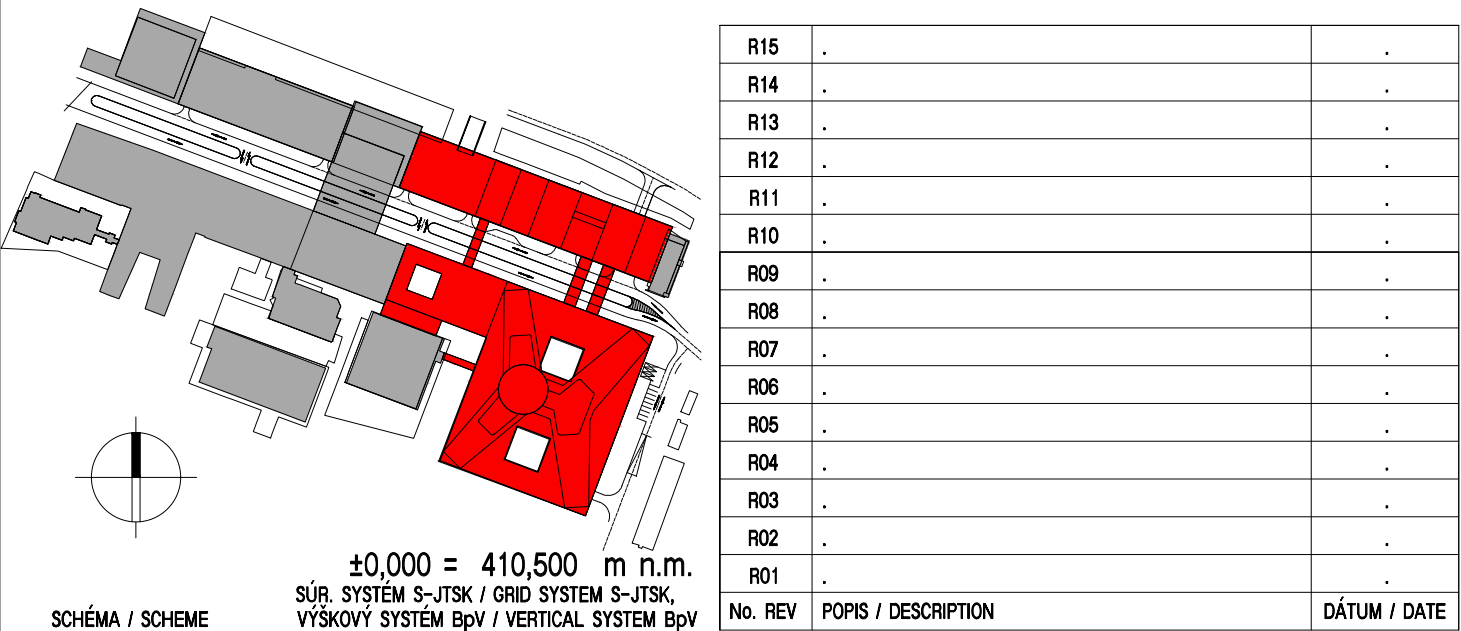 ±0,000 = 410,500 m n.m.
SÚR. SYSTÉM S-JTSK / GRID SYSTEM S-JTSK,
VÝŠKOVÝ SYSTÉM BpV / VERTICAL SYSTEM BpV
SCHÉMA / SCHEME
R15 . .
R14 . .
R13 . .
R12 . .
R11 . .
R10 . .
R09 . .
R08 . .
R07 . .
R06 . .
R05 . .
R04 . .
R03 . .
R02 . .
R01 . .
No. REV POPIS / DESCRIPTION DÁTUM / DATE